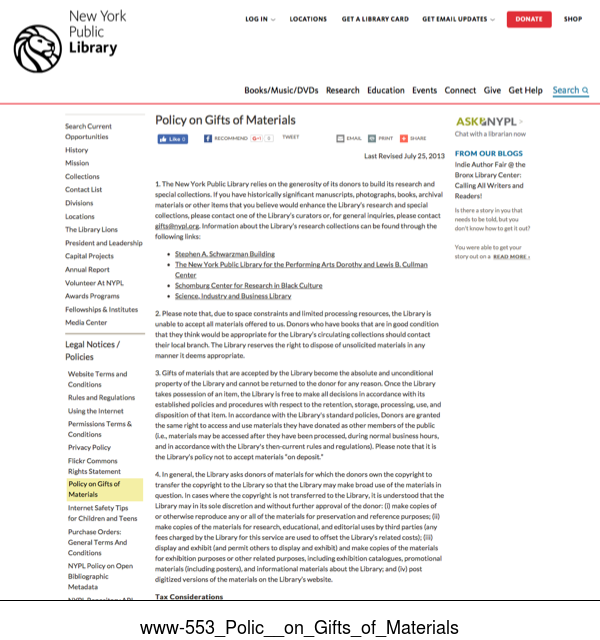 New York
Public
Library
LOG IN
LOCATIONS
GET A LIBRARY CARD
GET EMAIL UPDATES
DONATE
SHOP
Books/Music/DVDs Research Education Events Connect Give Get Help Search
Search Current
Opportunities
History
Mission
Collections
Contact List
Divisions
Locations
The Library Lions
President and Leadership
Capital Projects
Annual Report
Volunteer At NYPL
Awards Programs
Fellowships & Institutes
Media Center
Legal Notices /
Policies
Website Terms and
Conditions
Rules and Regulations
Using the Internet
Permissions Terms &
Conditions
Privacy Policy
Flickr Commons
Rights Statement
Policy on Gifts of
Materials
Internet Safety Tips
for Children and Teens
Purchase Orders:
General Terms And
Conditions
NYPL Policy on Open
Bibliographic
Metadata
Policy on Gifts of Materials
Like 0
RECOMMEND
G+1 0
TWEET
EMAIL
PRINT
SHARE
Last Revised July 25, 2013
1. The New York Public Library relies on the generosity of its donors to build its research and
special collections. If you have historically significant manuscripts, photographs, books, archival
materials or other items that you believe would enhance the Library's research and special
collections, please contact one of the Library's curators or, for general inquiries, please contact
gifts@nypl.org. Information about the Library's research collections can be found through the
following links:
• Stephen A. Schwarzman Building
• The New York Public Library for the Performing Arts Dorothy and Lewis B. Cullman
Center
• Schomburg Center for Research in Black Culture
• Science, Industry and Business Library
2. Please note that, due to space constraints and limited processing resources, the Library is
unable to accept all materials offered to us. Donors who have books that are in good condition
that they think would be appropriate for the Library's circulating collections should contact
their local branch. The Library reserves the right to dispose of unsolicited materials in any
manner it deems appropriate.
3. Gifts of materials that are accepted by the Library become the absolute and unconditional
property of the Library and cannot be returned to the donor for any reason. Once the Library
takes possession of an item, the Library is free to make all decisions in accordance with its
established policies and procedures with respect to the retention, storage, processing, use, and
disposition of that item. In accordance with the Library's standard policies, Donors are granted
the same right to access and use materials they have donated as other members of the public
(i.e., materials may be accessed after they have been processed, during normal business hours,
and in accordance with the Library's then-current rules and regulations). Please note that it is
the Library's policy not to accept materials "on deposit."
4. In general, the Library asks donors of materials for which the donors own the copyright to
transfer the copyright to the Library so that the Library may make broad use of the materials in
question. In cases where the copyright is not transferred to the Library, it is understood that the
Library may in its sole discretion and without further approval of the donor: (i) make copies of
or otherwise reproduce any or all of the materials for preservation and reference purposes; (ii)
make copies of the materials for research, educational, and editorial uses by third parties (any
fees charged by the Library for this service are used to offset the Library's related costs); (iii)
display and exhibit (and permit others to display and exhibit) and make copies of the materials
for exhibition purposes or other related purposes, including exhibition catalogues, promotional
materials (including posters), and informational materials about the Library; and (iv) post
digitized versions of the materials on the Library's website.
Tax Considerations
ASK NYPL >
Chat with a librarian now
FROM OUR BLOGS
Indie Author Fair @ the
Bronx Library Center:
Calling All Writers and
Readers!
Is there a story in you that
needs to be told, but you
don't know how to get it out?
You were able to get your
story out on a READ MORE ›
www-553_Polic__on_Gifts_of_Materials